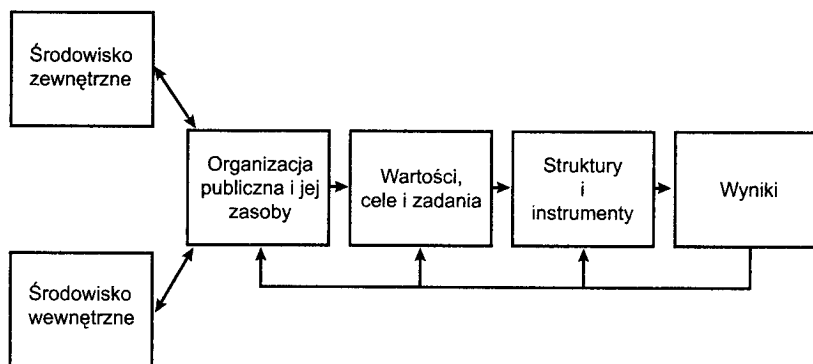 Środowisko
zewnętrzne
Organizacja
publiczna i jej
zasoby
Wartości,
cele i zadania
Struktury
i
instrumenty
Wyniki
Środowisko
wewnętrzne